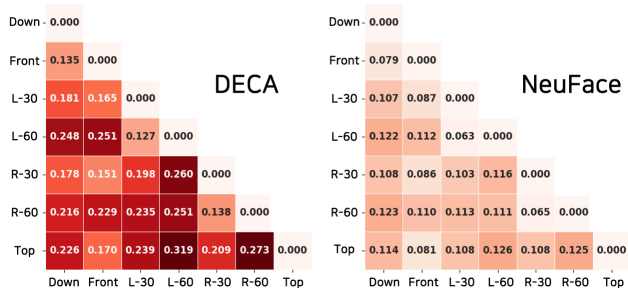 Down 0.000
Front 0.135 0.000
L-30 0.181 0.165 0.000
L-60 0.248 0.251 0.127 0.000
R-30 0.178 0.151 0.198 0.260 0.000
R-60 0.216 0.229 0.235 0.251 0.138 0.000
Top 0.226 0.170 0.239 0.319 0.209 0.273 0.000
Down Front L-30 L-60 R-30 R-60 Top
DECA
Down 0.000
Front 0.079 0.000
L-30 0.107 0.087 0.000
L-60 0.122 0.112 0.063 0.000
R-30 0.108 0.086 0.103 0.116 0.000
R-60 0.123 0.110 0.113 0.111 0.065 0.000
Top 0.114 0.081 0.108 0.126 0.108 0.125 0.000
Down Front L-30 L-60 R-30 R-60 Top
NeuFace